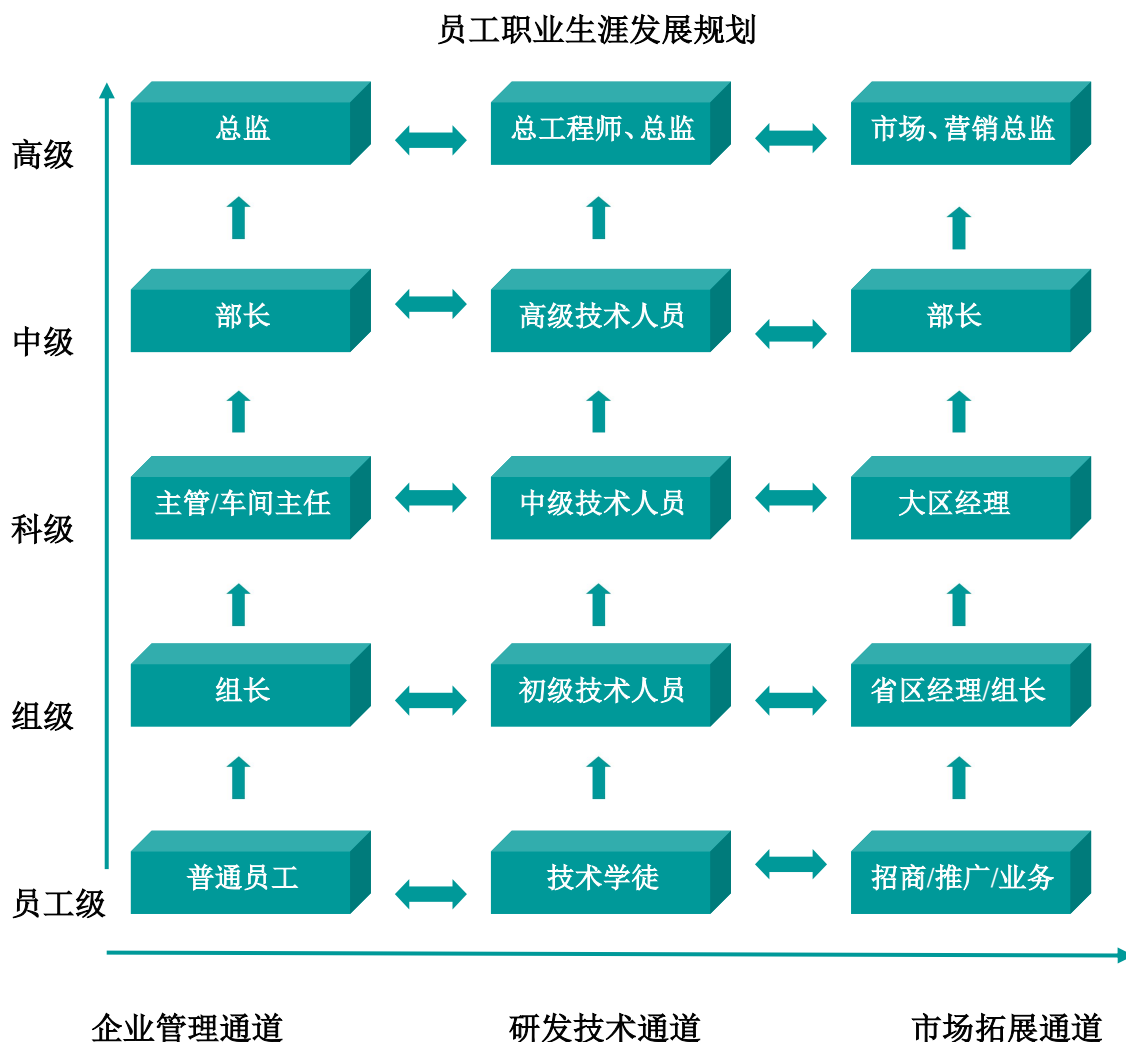 员工职业生涯发展规划
高级
总监
总工程师、总监
市场、营销总监
中级
部长
高级技术人员
部长
科级
主管/车间主任
中级技术人员
大区经理
组级
组长
初级技术人员
省区经理/组长
员工级
普通员工
技术学徒
招商/推广/业务
企业管理通道
研发技术通道
市场拓展通道